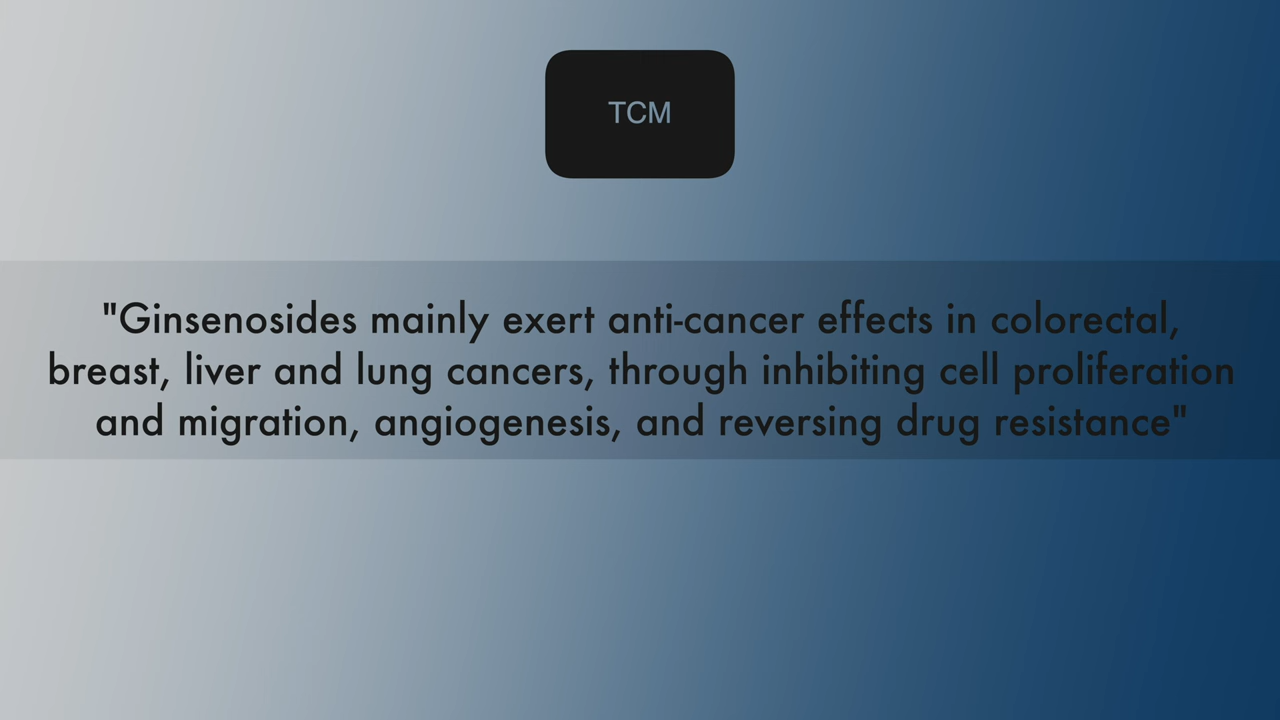 TCM
"Ginsenosides mainly exert anti-cancer effects in colorectal,
breast, liver and lung cancers, through inhibiting cell proliferation
and migration, angiogenesis, and reversing drug resistance"